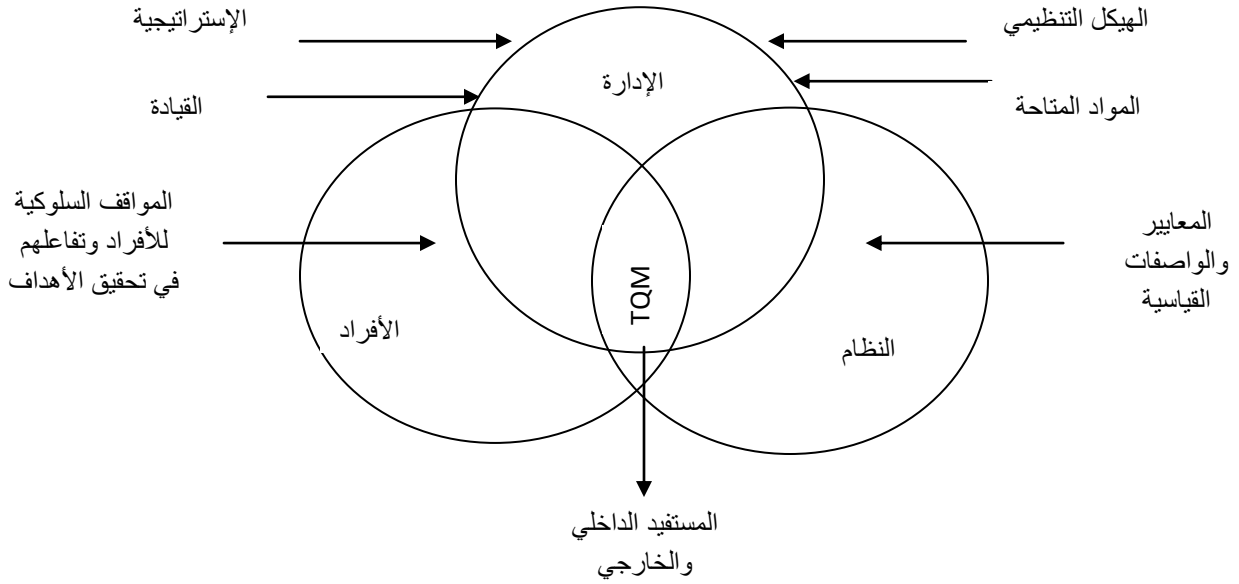 الهيكل التنظيمي
الإستراتيجية
الإدارة
المواد المتاحة
القيادة
المعايير
والواصفات
القياسية
المواقف السلوكية
للأفراد وتفاعلهم
في تحقيق الأهداف
TQM
النظام
الأفراد
المستفيد الداخلي
والخارجي